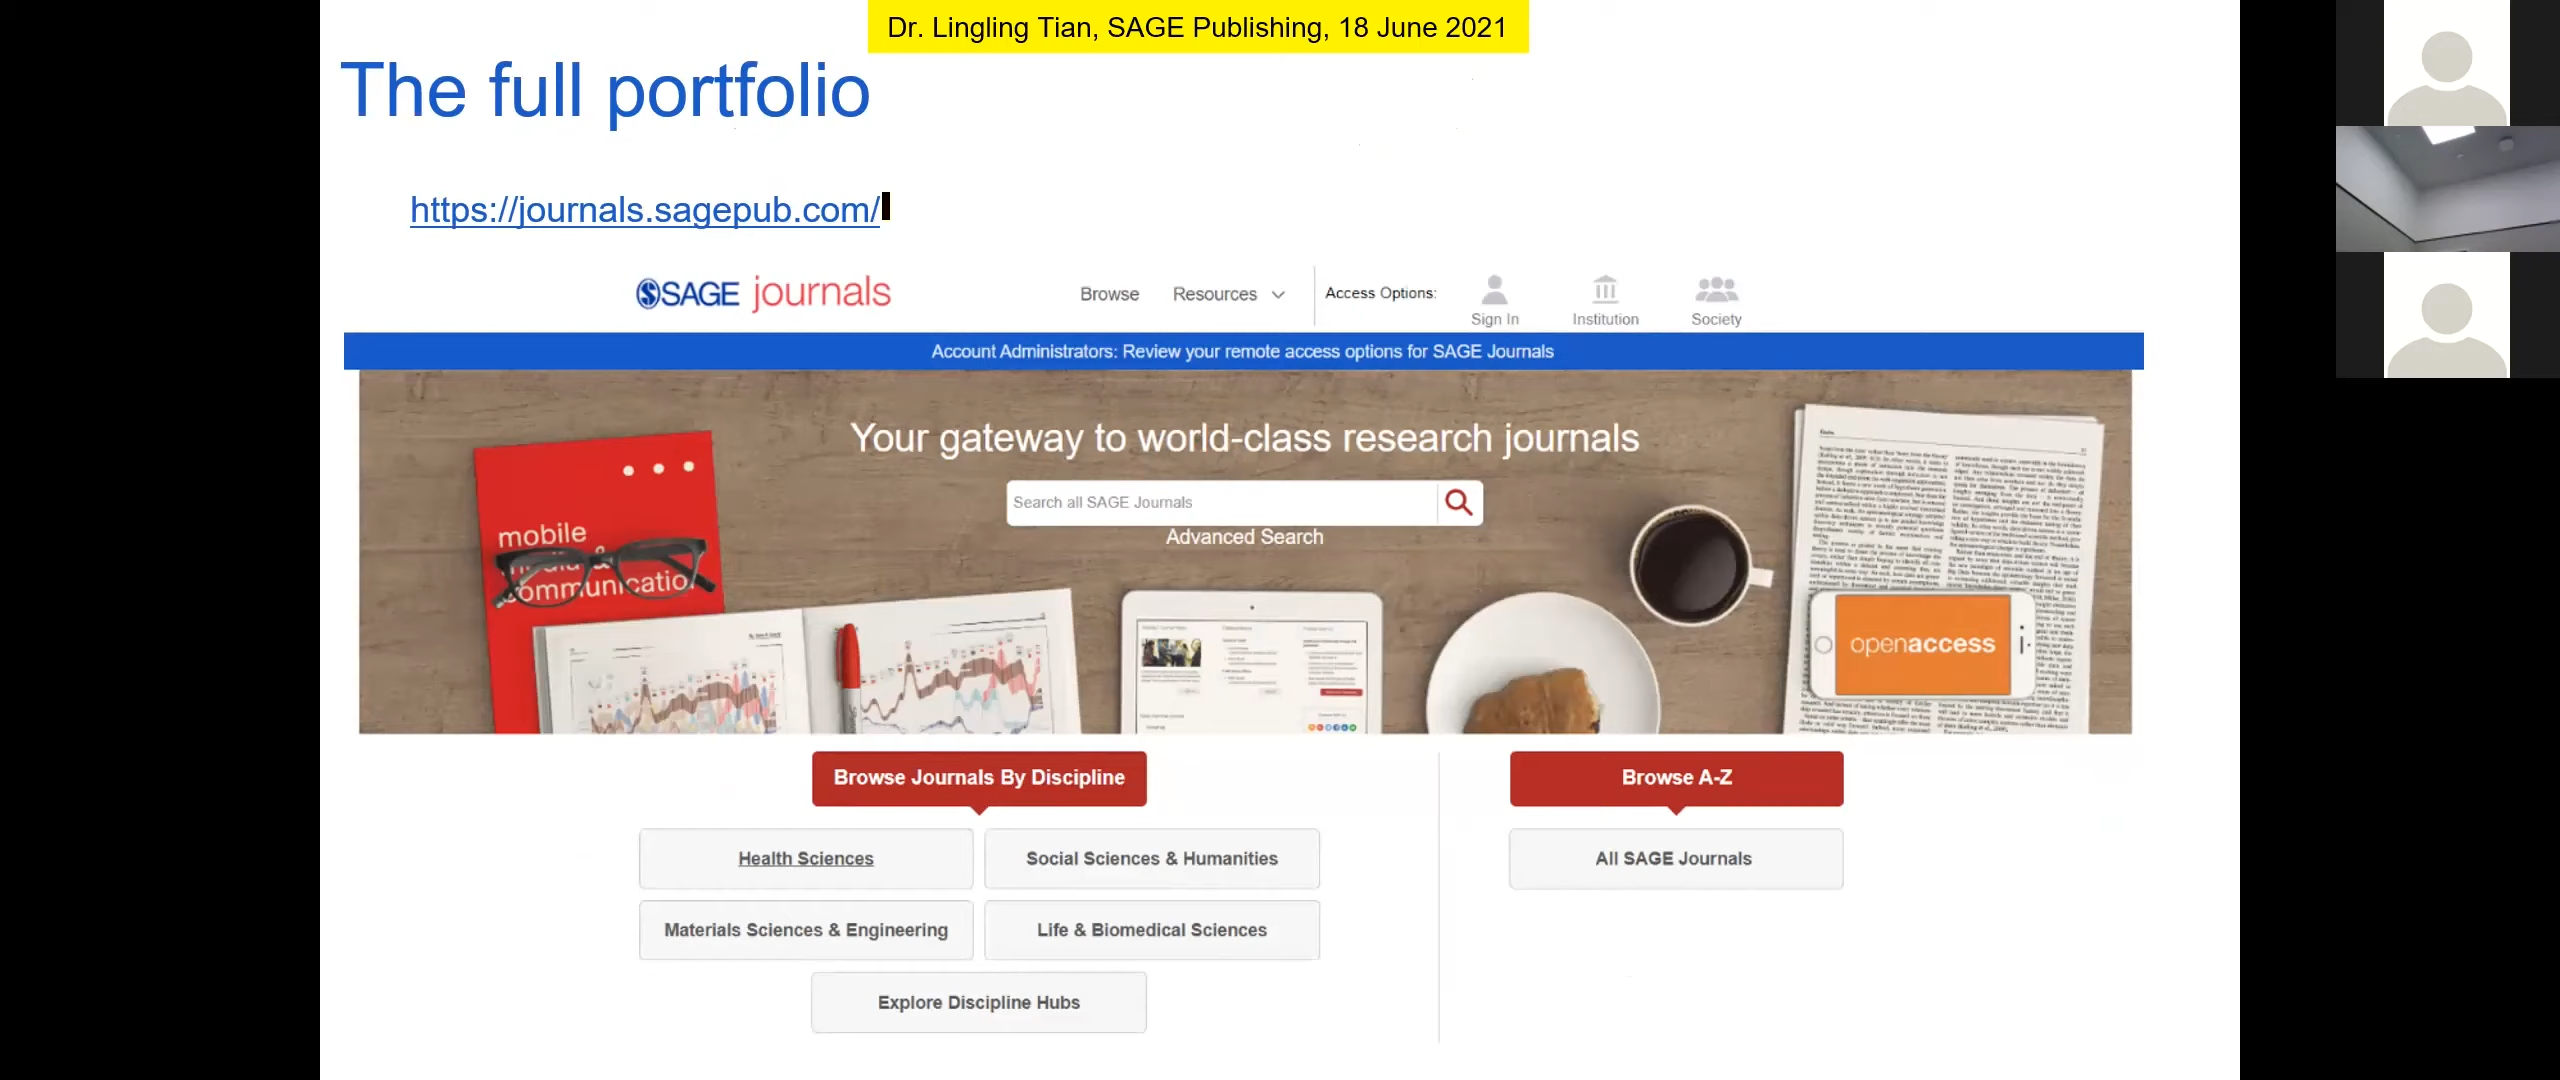 Dr. Lingling Tian, SAGE Publishing, 18 June 2021
The full portfolio
https://journals.sagepub.com/
SAGE journals
Browse
Resources
Access Options:
Sign In
Institution
Society
Account Administrators: Review your remote access options for SAGE Journals
Your gateway to world-class research journals
Search all SAGE Journals
Advanced Search
mobile
communicatio
openaccess
Browse Journals By Discipline
Browse A-Z
Health Sciences
Social Sciences & Humanities
All SAGE Journals
Materials Sciences & Engineering
Life & Biomedical Sciences
Explore Discipline Hubs